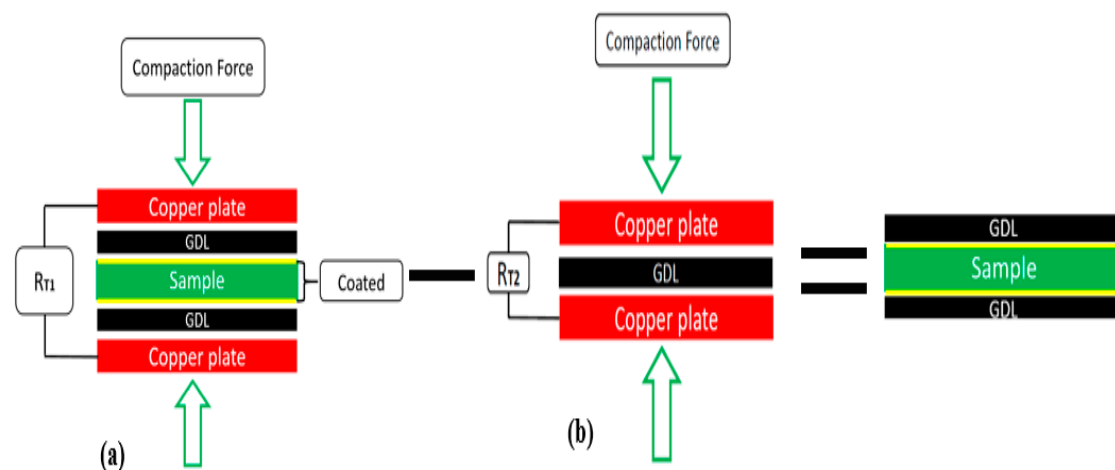 Compaction Force
Copper plate
GDL
Sample
GDL
Copper plate
RT1
Coated
(a)
Compaction Force
Copper plate
GDL
Copper plate
RT2
(b)
GDL
Sample
GDL